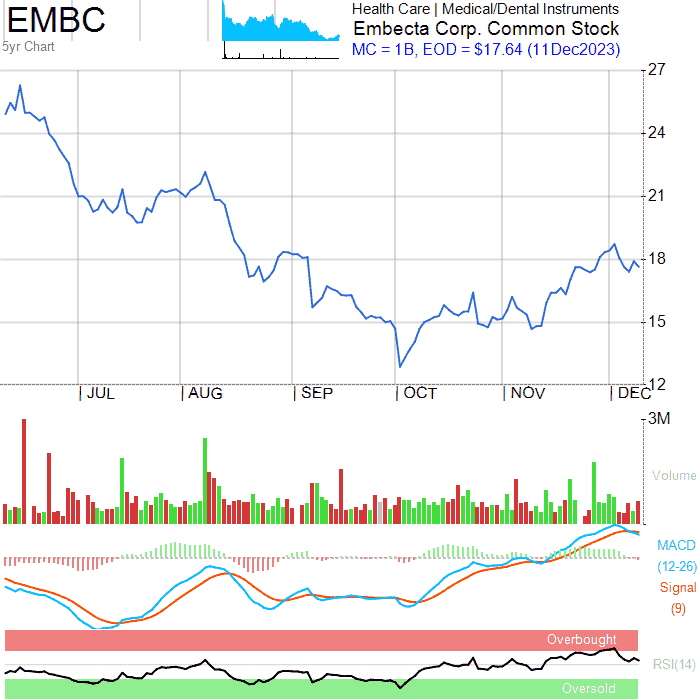 EMBC
5yr Chart
Health Care | Medical/Dental Instruments
Embecta Corp. Common Stock
MC = 1B, EOD = $17.64 (11Dec2023)
27
24
21
18
15
12
JUL AUG SEP OCT NOV DEC
3M
Volume
MACD
(12-26)
Signal
(9)
Overbought
RSI(14)
Oversold